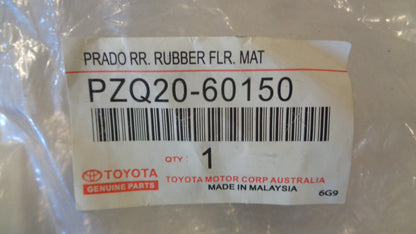 PRADO RR. RUBBER FLR. MAT
PZQ20-60150
QTY : 1
TOYOTA
GENUINE PARTS
TOYOTA MOTOR CORP AUSTRALIA
MADE IN MALAYSIA
6G9